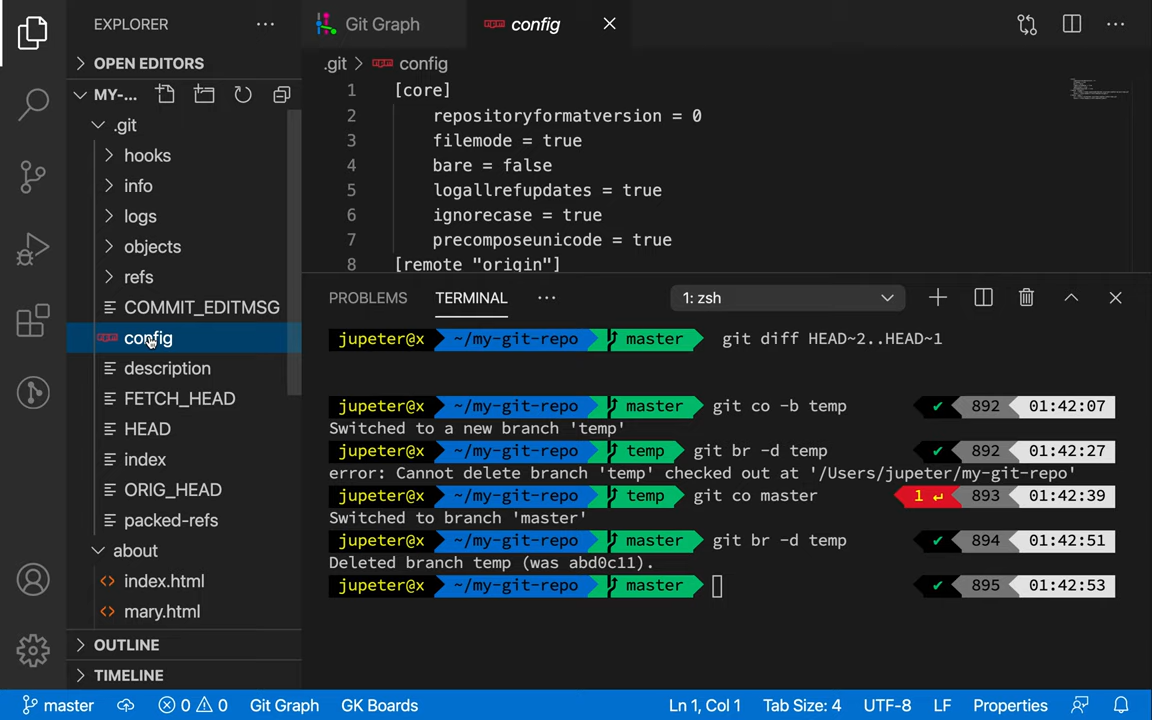 EXPLORER
OPEN EDITORS
MY-...
.git
hooks
info
logs
objects
refs
COMMIT_EDITMSG
config
description
FETCH_HEAD
HEAD
index
ORIG_HEAD
packed-refs
about
index.html
mary.html
OUTLINE
TIMELINE
Git Graph
config
.git > config
1 [core]
2 repositoryformatversion = 0
3 filemode = true
4 bare = false
5 logallrefupdates = true
6 ignorecase = true
7 precomposeunicode = true
8 [remote "origin"]
PROBLEMS TERMINAL 1: zsh
jupeter@x ~/my-git-repo master git diff HEAD~2..HEAD~1
jupeter@x ~/my-git-repo master git co -b temp ✔ 892 01:42:07
Switched to a new branch 'temp'
jupeter@x ~/my-git-repo temp git br -d temp ✔ 892 01:42:27
error: Cannot delete branch 'temp' checked out at '/Users/jupeter/my-git-repo'
jupeter@x ~/my-git-repo temp git co master 1 ↵ 893 01:42:39
Switched to branch 'master'
jupeter@x ~/my-git-repo master git br -d temp ✔ 894 01:42:51
Deleted branch temp (was abd0c11).
jupeter@x ~/my-git-repo master ✔ 895 01:42:53
master 0 0 Git Graph GK Boards Ln 1, Col 1 Tab Size: 4 UTF-8 LF Properties